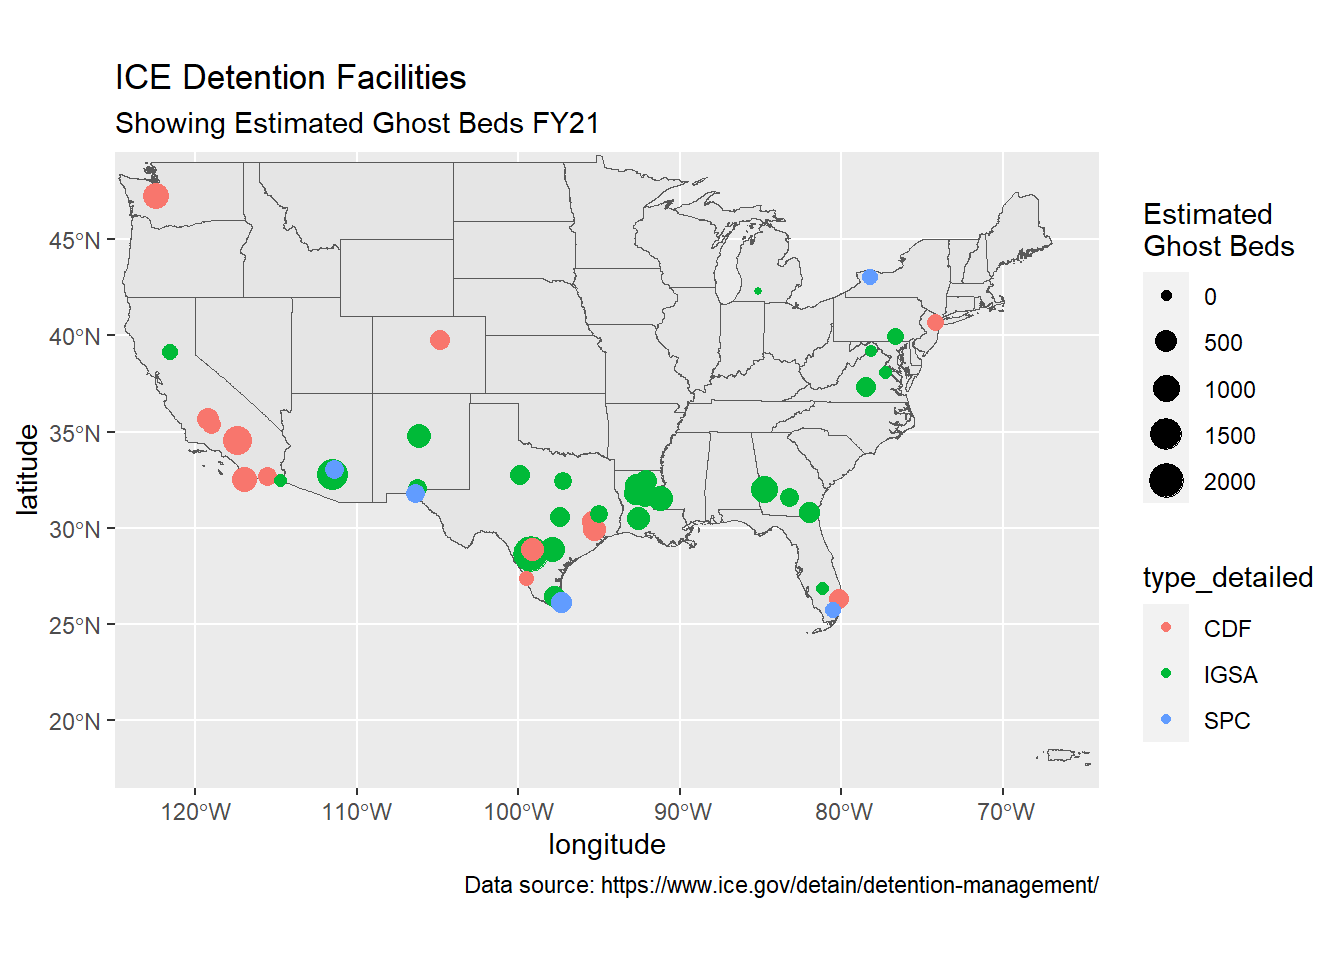 ICE Detention Facilities
Showing Estimated Ghost Beds FY21
45°N
40°N
35°N
30°N
25°N
20°N
latitude
120°W
110°W
100°W
90°W
80°W
70°W
longitude
Data source: https://www.ice.gov/detain/detention-management/
Estimated
Ghost Beds
0
500
1000
1500
2000
type_detailed
CDF
IGSA
SPC